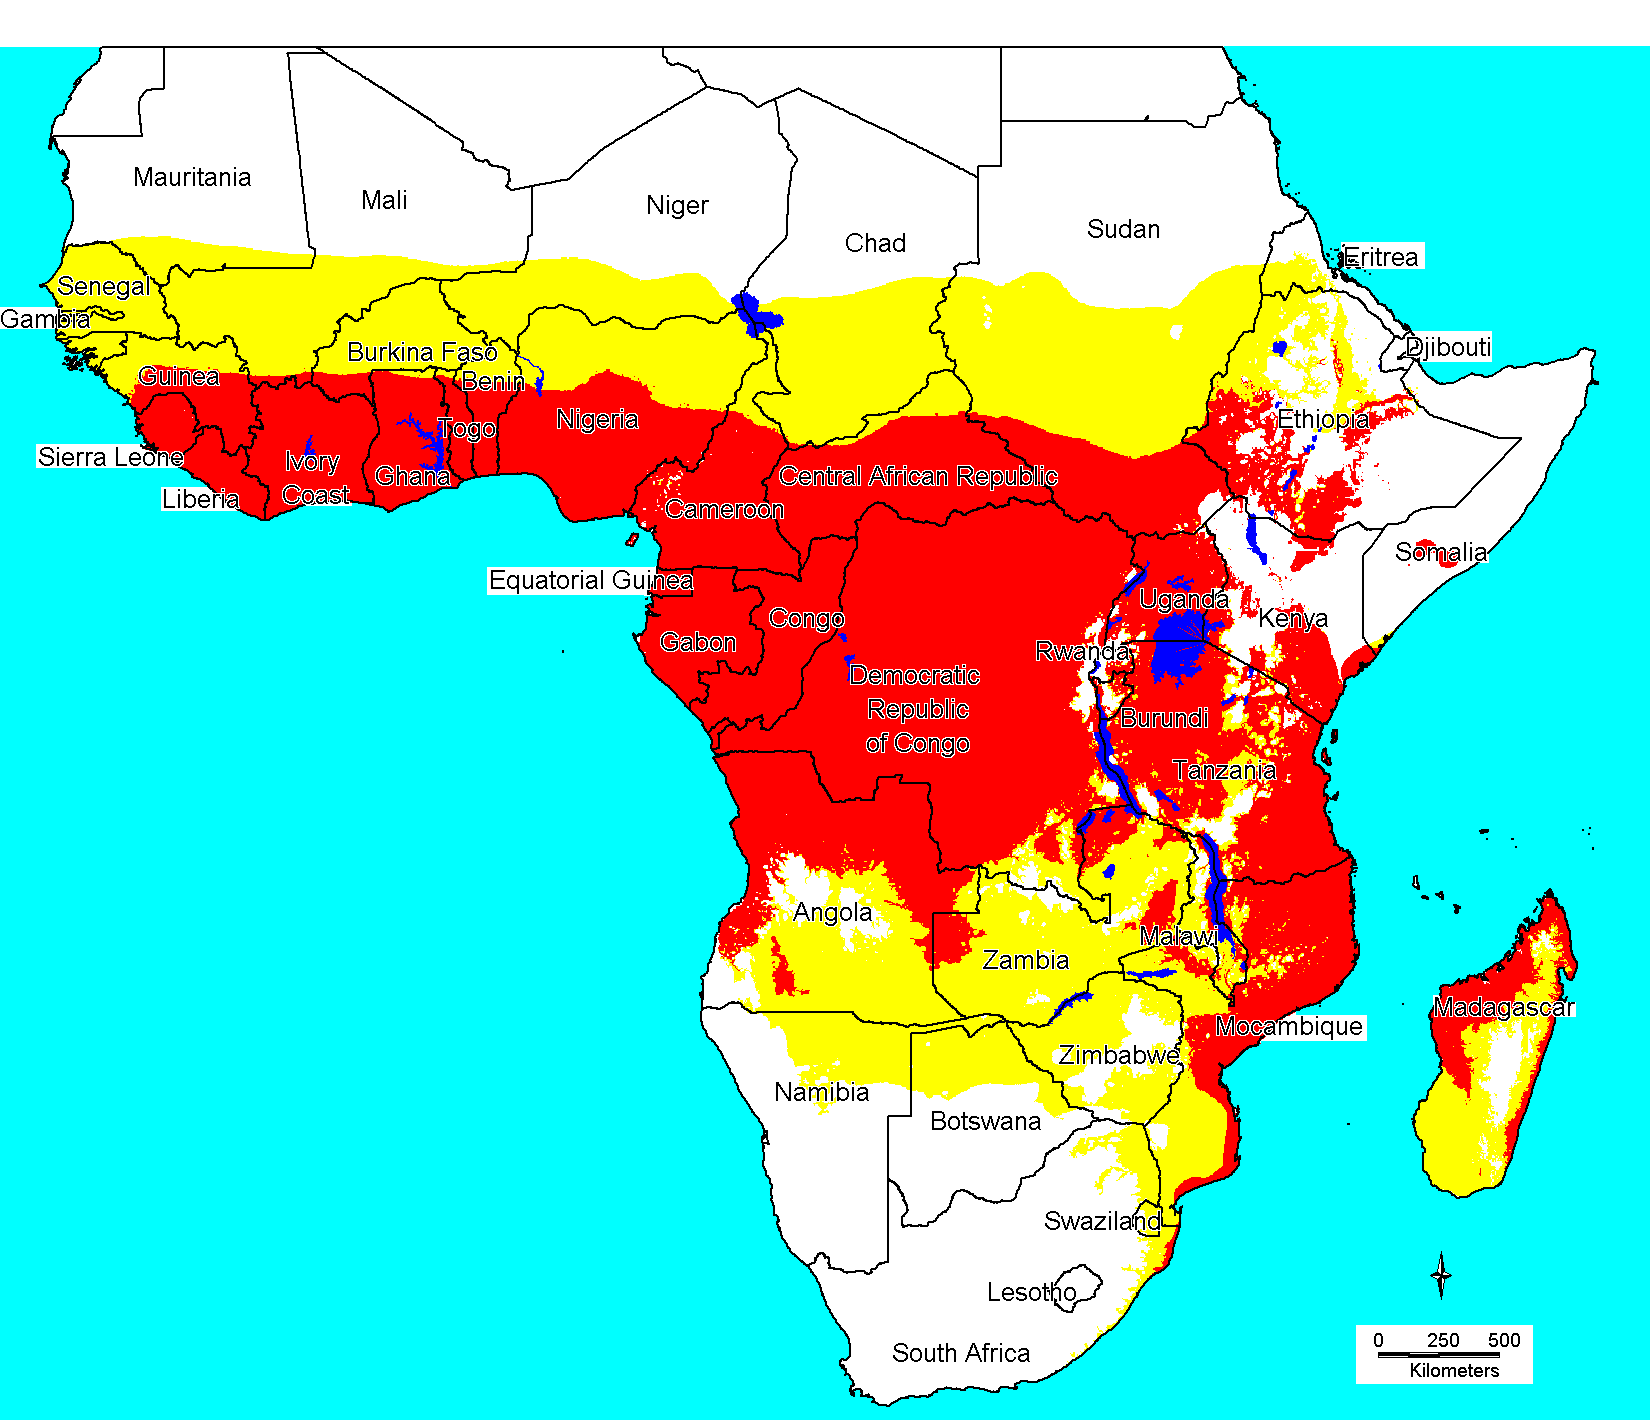 Mauritania
Mali
Niger
Chad
Sudan
Eritrea
Senegal
Gambia
Burkina Faso
Djibouti
Guinea
Benin
Nigeria
Ethiopia
Togo
Sierra Leone
Ivory
Coast
Ghana
Liberia
Central African Republic
Cameroon
Somalia
Equatorial Guinea
Uganda
Congo
Kenya
Gabon
Rwanda
Democratic
Republic
of Congo
Burundi
Tanzania
Angola
Malawi
Zambia
Madagascar
Mocambique
Zimbabwe
Namibia
Botswana
Swaziland
Lesotho
South Africa
0 250 500
Kilometers